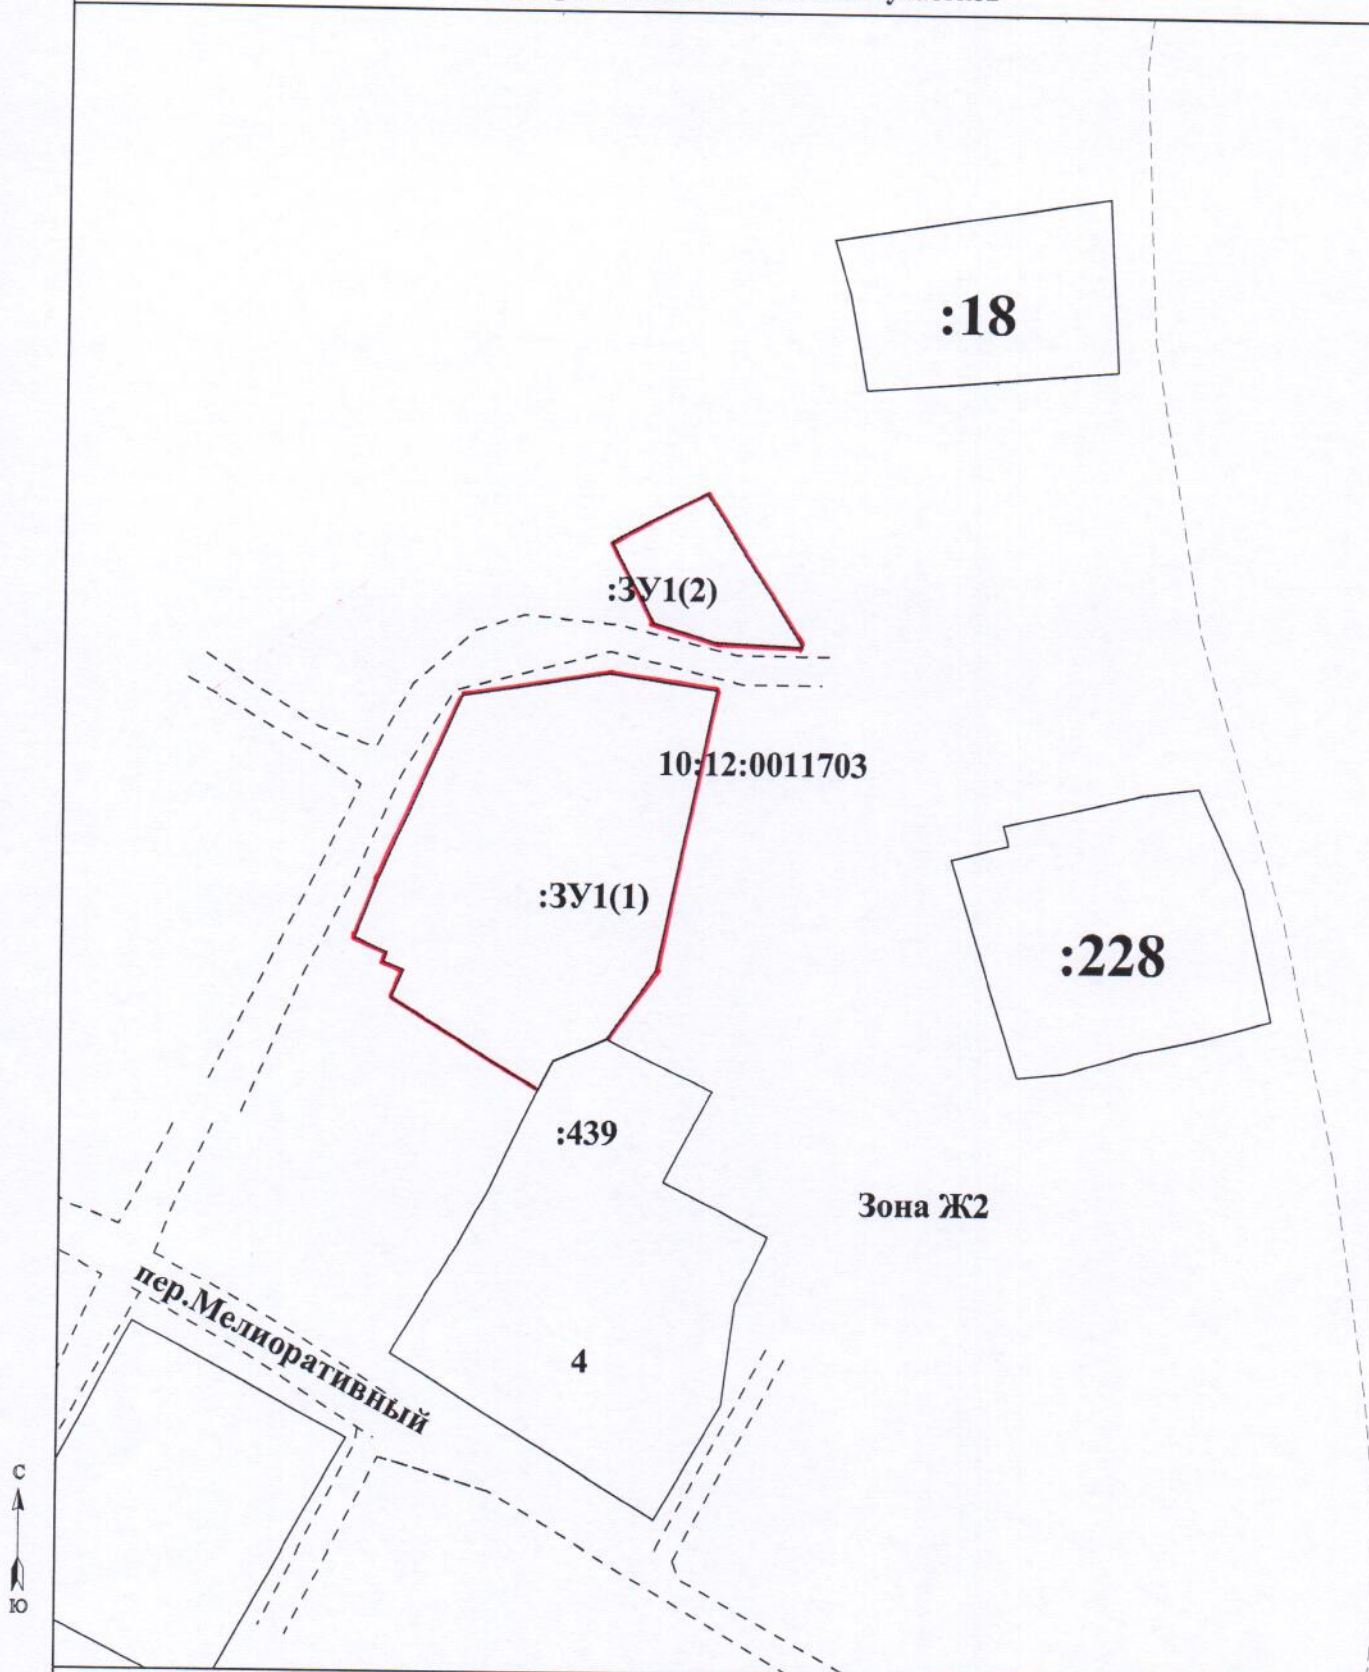 :18
:ЗУ1(2)
10:12:0011703
:ЗУ1(1)
:228
:439
Зона Ж2
пер.Мелиоративный
4
С
Ю